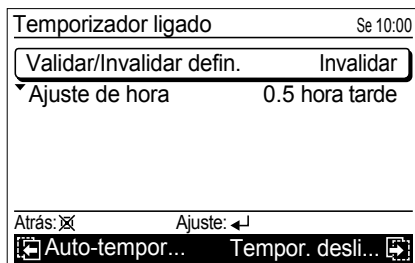 Temporizador ligado Se 10:00
Validar/Invalidar defin. Invalidar
Ajuste de hora 0.5 hora tarde
Atrás: Ajuste:
Auto-tempor... Tempor. desli...